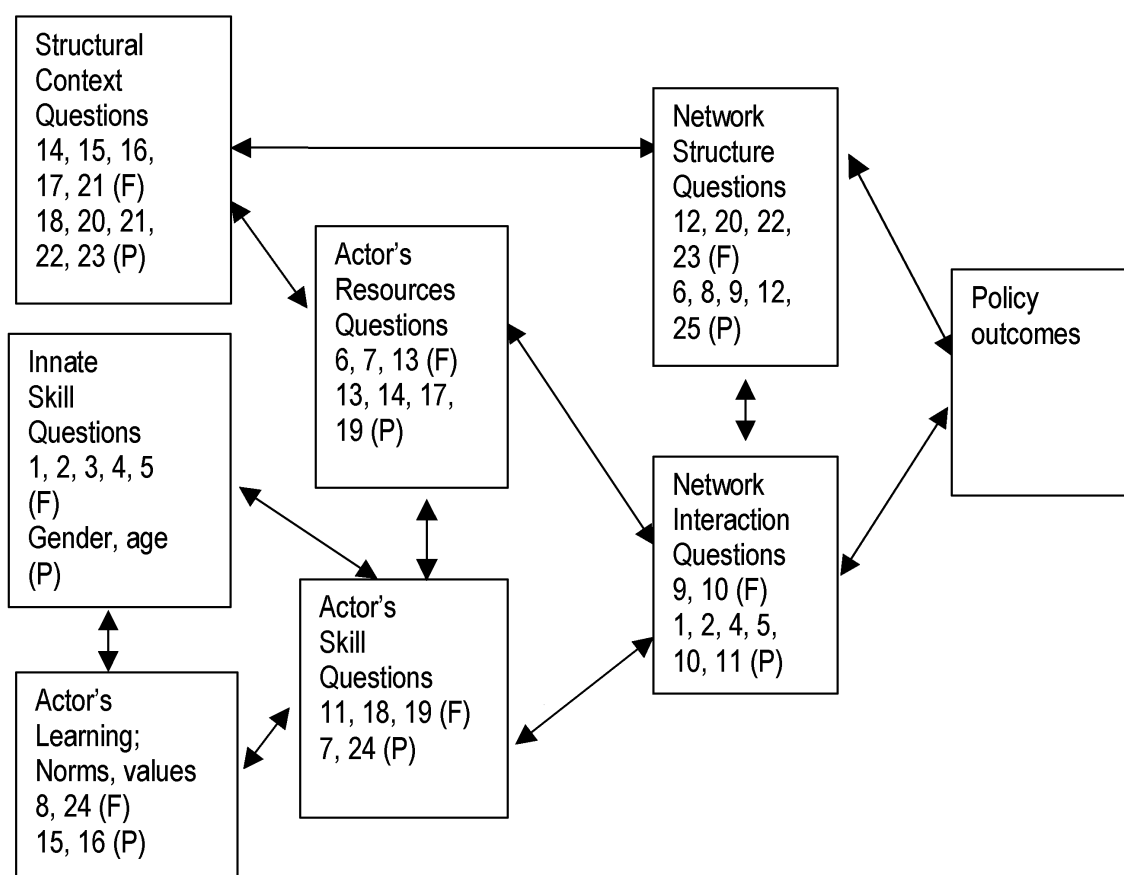 Structural
Context
Questions
14, 15, 16,
17, 21 (F)
18, 20, 21,
22, 23 (P)
Network
Structure
Questions
12, 20, 22,
23 (F)
6, 8, 9, 12,
25 (P)
Actor’s
Resources
Questions
6, 7, 13 (F)
13, 14, 17,
19 (P)
Policy
outcomes
Innate
Skill
Questions
1, 2, 3, 4, 5
(F)
Gender, age
(P)
Network
Interaction
Questions
9, 10 (F)
1, 2, 4, 5,
10, 11 (P)
Actor’s
Skill
Questions
11, 18, 19 (F)
7, 24 (P)
Actor’s
Learning;
Norms, values
8, 24 (F)
15, 16 (P)